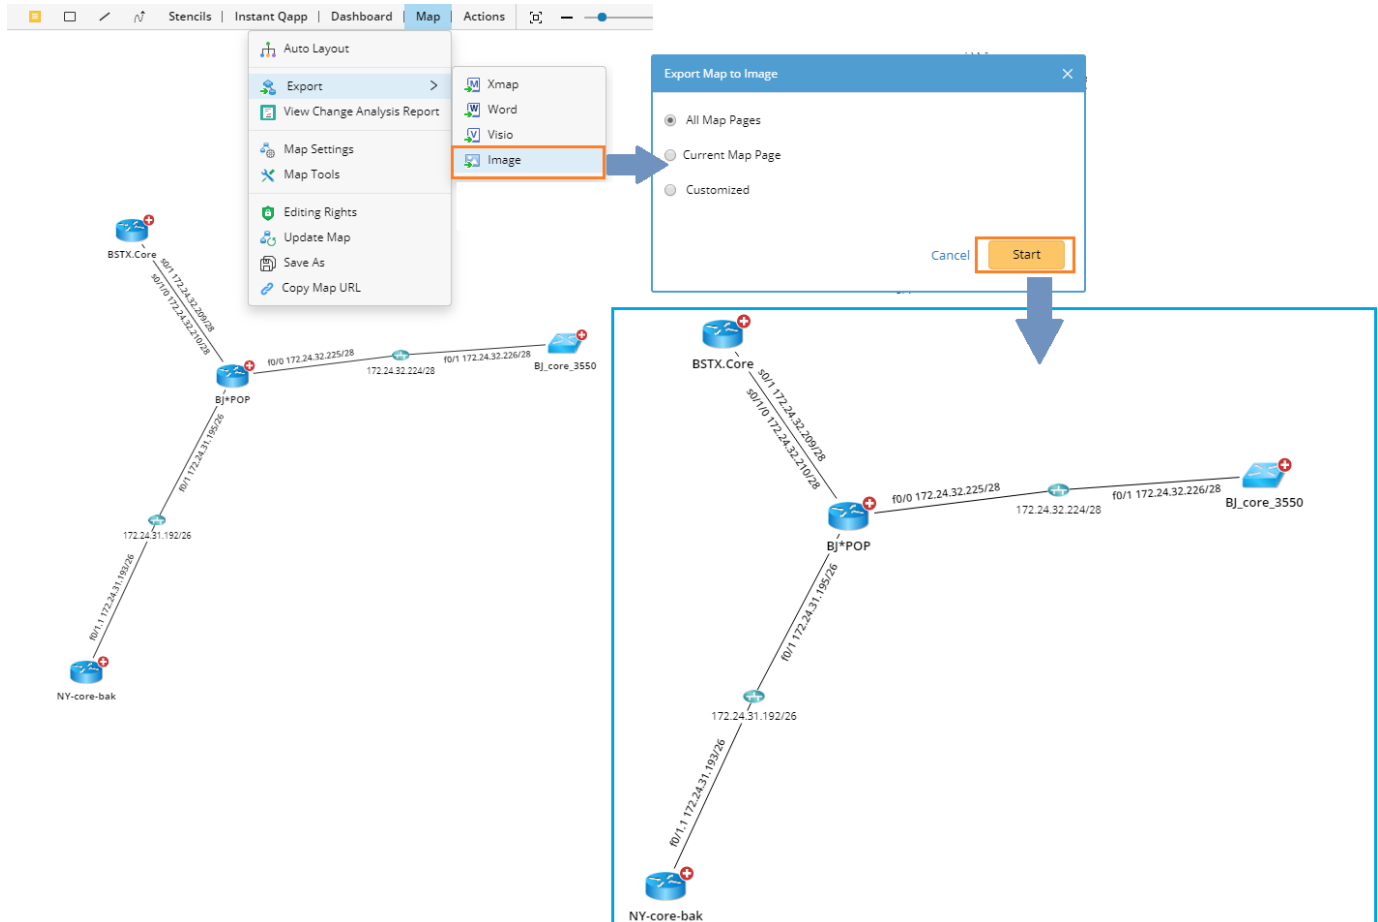 Stencils | Instant Qapp | Dashboard | Map | Actions
Auto Layout
Export
View Change Analysis Report
Map Settings
Map Tools
Editing Rights
Update Map
Save As
Copy Map URL
Xmap
Word
Visio
Image
Export Map to Image
All Map Pages
Current Map Page
Customized
Cancel
Start
BSTX.Core
s0/1 172.24.32.209/28
s0/1/0 172.24.32.210/28
BJ*POP
f0/0 172.24.32.225/28
172.24.32.224/28
f0/1 172.24.32.226/28
BJ_core_3550
f0/1 172.24.31.195/26
172.24.31.192/26
f0/1.1 172.24.31.193/26
NY-core-bak
BSTX.Core
s0/1 172.24.32.209/28
s0/1/0 172.24.32.210/28
BJ*POP
f0/0 172.24.32.225/28
172.24.32.224/28
f0/1 172.24.32.226/28
BJ_core_3550
f0/1 172.24.31.195/26
172.24.31.192/26
f0/1.1 172.24.31.193/26
NY-core-bak